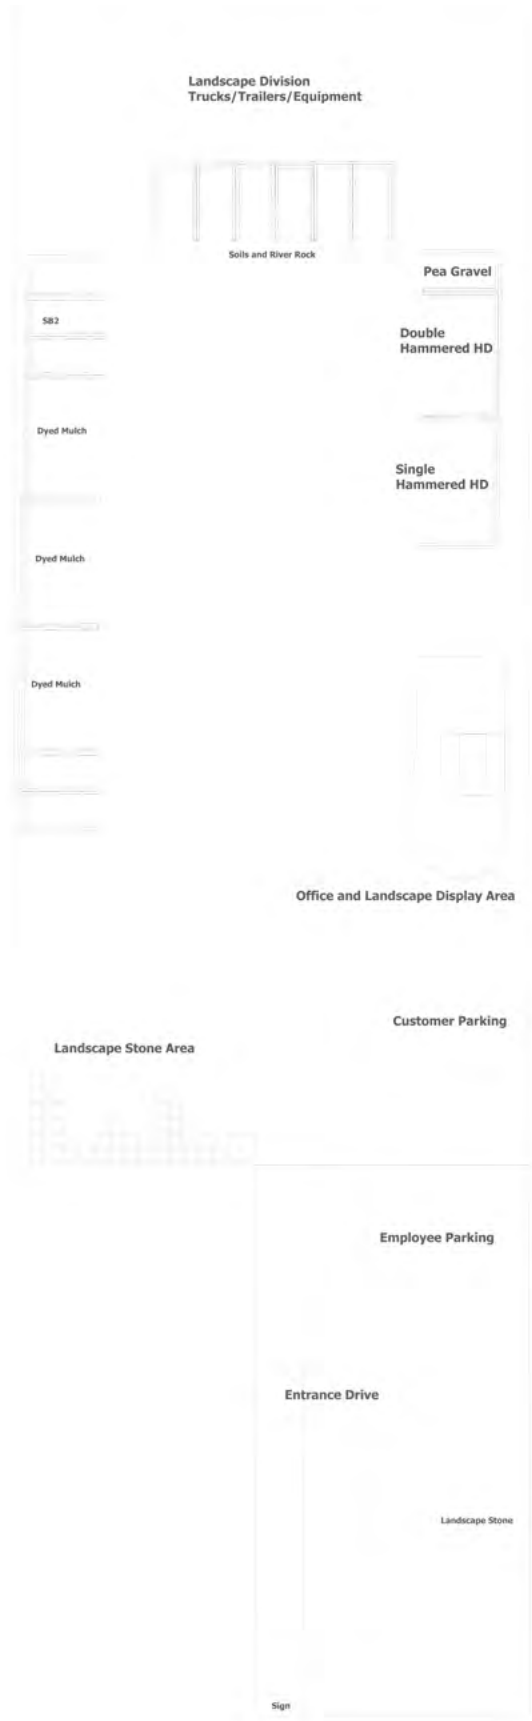 Landscape Division
Trucks/Trailers/Equipment
Soils and River Rock
Pea Gravel
SB2
Double
Hammered HD
Dyed Mulch
Single
Hammered HD
Dyed Mulch
Dyed Mulch
Office and Landscape Display Area
Customer Parking
Landscape Stone Area
Employee Parking
Entrance Drive
Landscape Stone
Sign